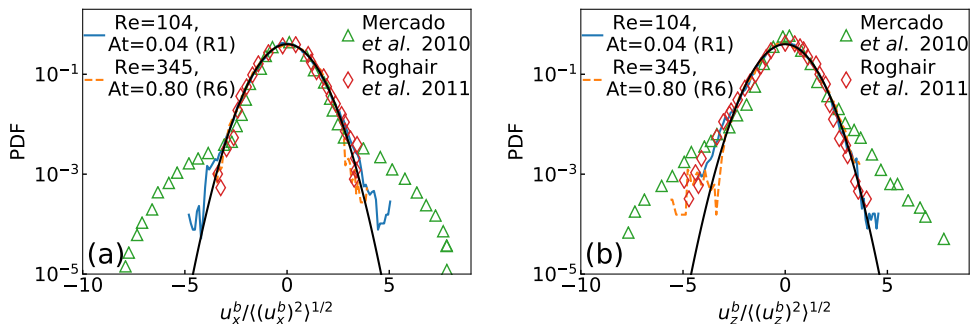 Re=104,
At=0.04 (R1)
Re=345,
At=0.80 (R6)
Mercado
et al. 2010
Roghair
et al. 2011
PDF
10⁻¹
10⁻³
10⁻⁵
(a)
−10 −5 0 5
u_x^b/⟨(u_x^b)²⟩^{1/2}
Re=104,
At=0.04 (R1)
Re=345,
At=0.80 (R6)
Mercado
et al. 2010
Roghair
et al. 2011
PDF
10⁻¹
10⁻³
10⁻⁵
(b)
−10 −5 0 5
u_z^b/⟨(u_z^b)²⟩^{1/2}